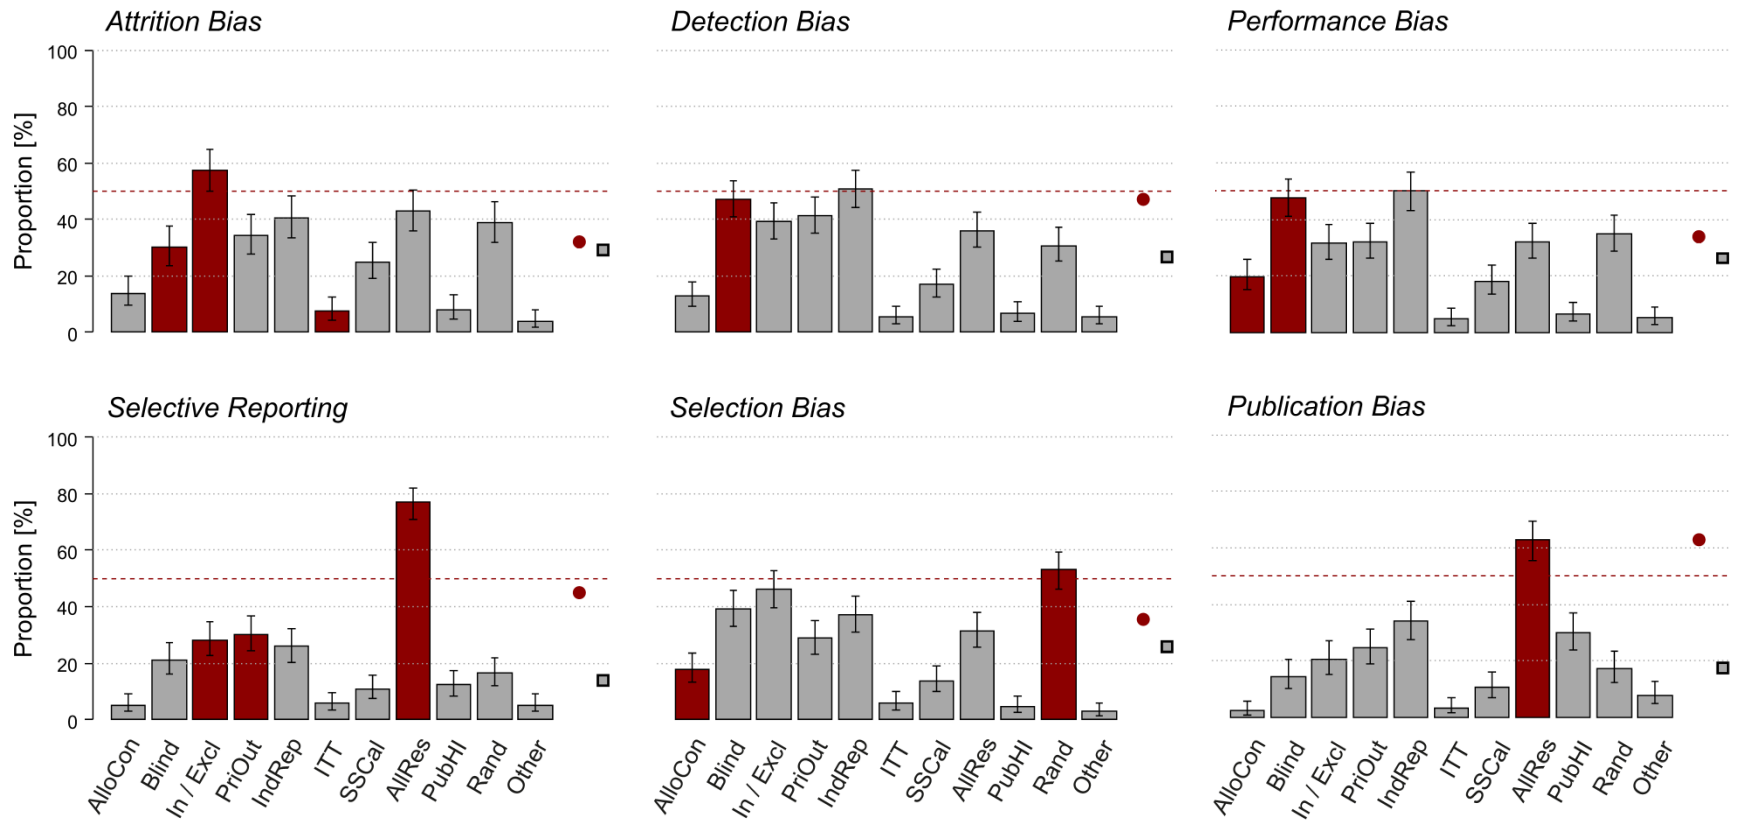 Attrition Bias
Detection Bias
Performance Bias
Proportion [%]
100
80
60
40
20
0
Selective Reporting
Selection Bias
Publication Bias
Proportion [%]
100
80
60
40
20
0
AlloCon
Blind
In / Excl
PriOut
IndRep
ITT
SSCal
AllRes
PubHI
Rand
Other
AlloCon
Blind
In / Excl
PriOut
IndRep
ITT
SSCal
AllRes
PubHI
Rand
Other
AlloCon
Blind
In / Excl
PriOut
IndRep
ITT
SSCal
AllRes
PubHI
Rand
Other